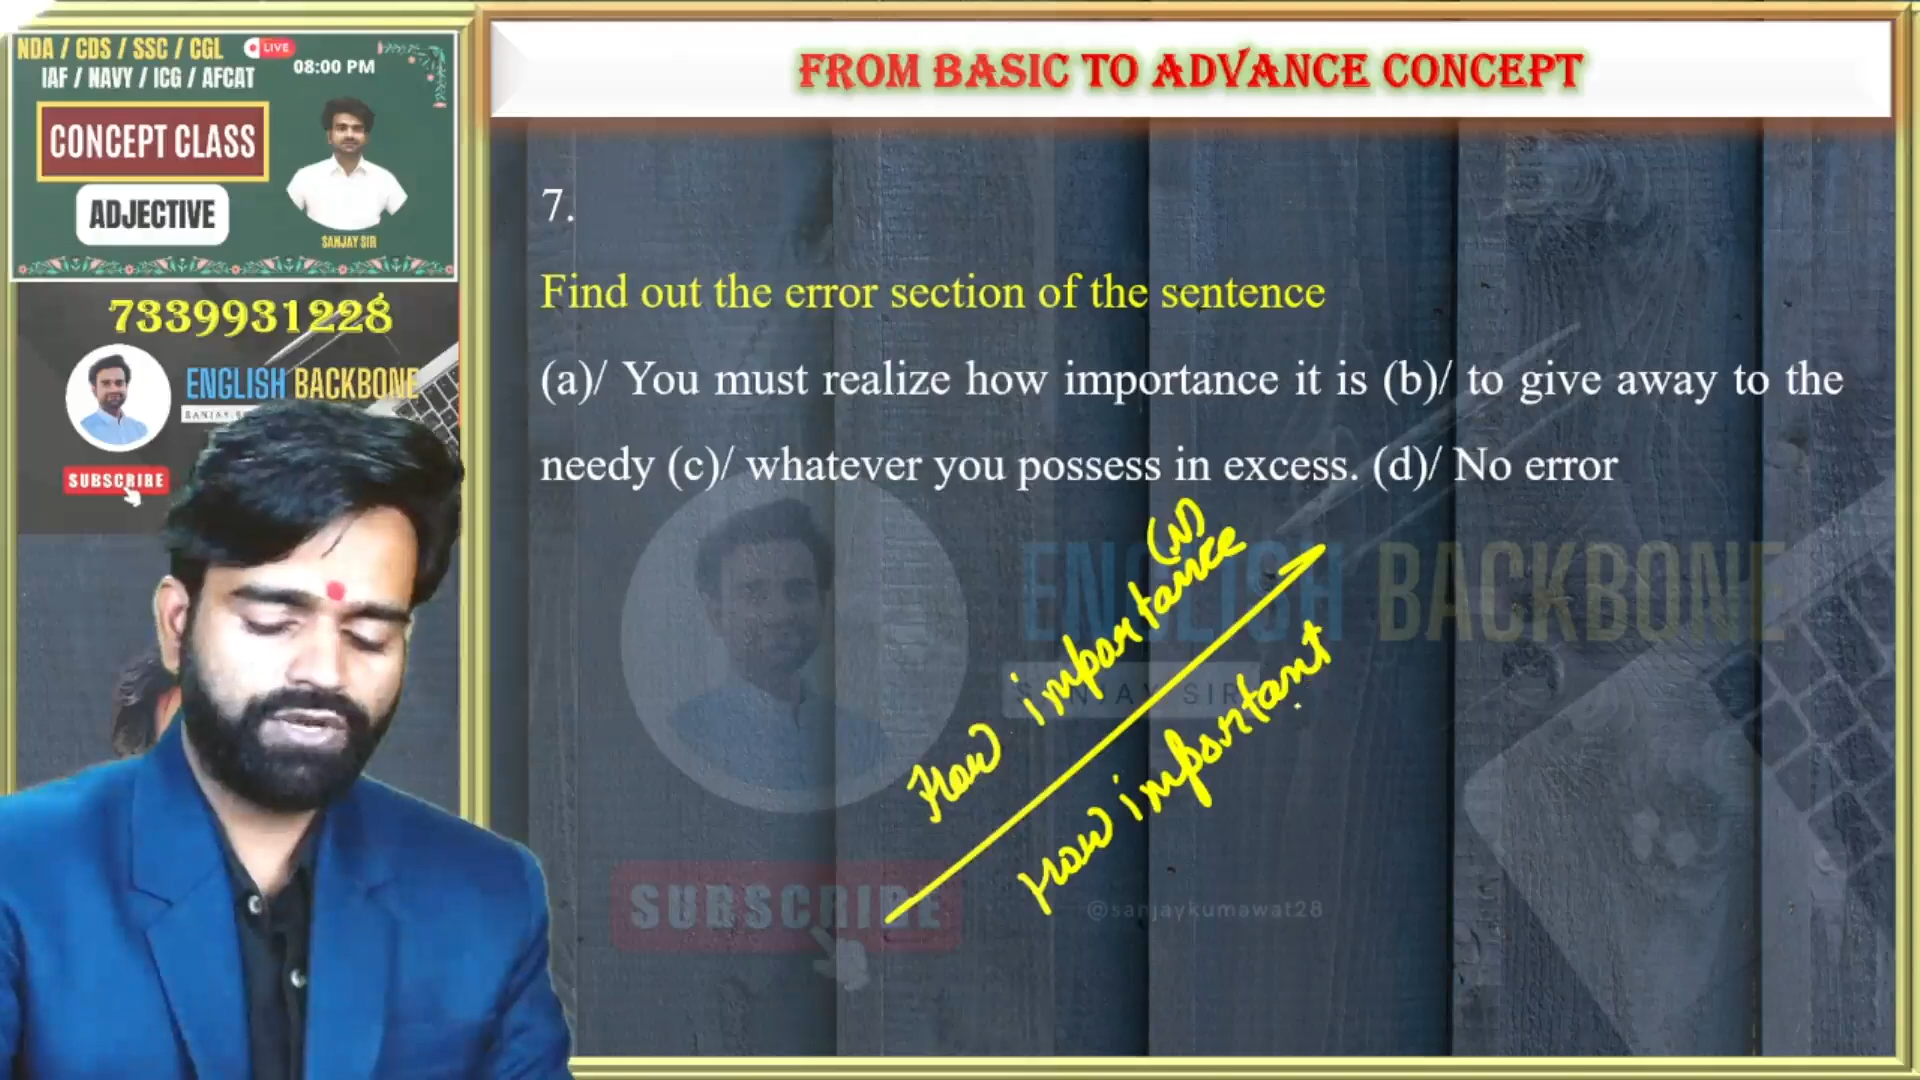 NDA / CDS / SSC / CGL
LIVE
IAF / NAVY / ICG / AFCAT
08:00 PM
CONCEPT CLASS
ADJECTIVE
SANJAY SIR
7339931228
ENGLISH BACKBONE
SUBSCRIBE
FROM BASIC TO ADVANCE CONCEPT
7.
Find out the error section of the sentence
(a)/ You must realize how importance it is (b)/ to give away to the
needy (c)/ whatever you possess in excess. (d)/ No error
(N)
How importance
How important
ENGLISH BACKBONE
SANJAY SIR
SUBSCRIBE
@sanjaykumawat28